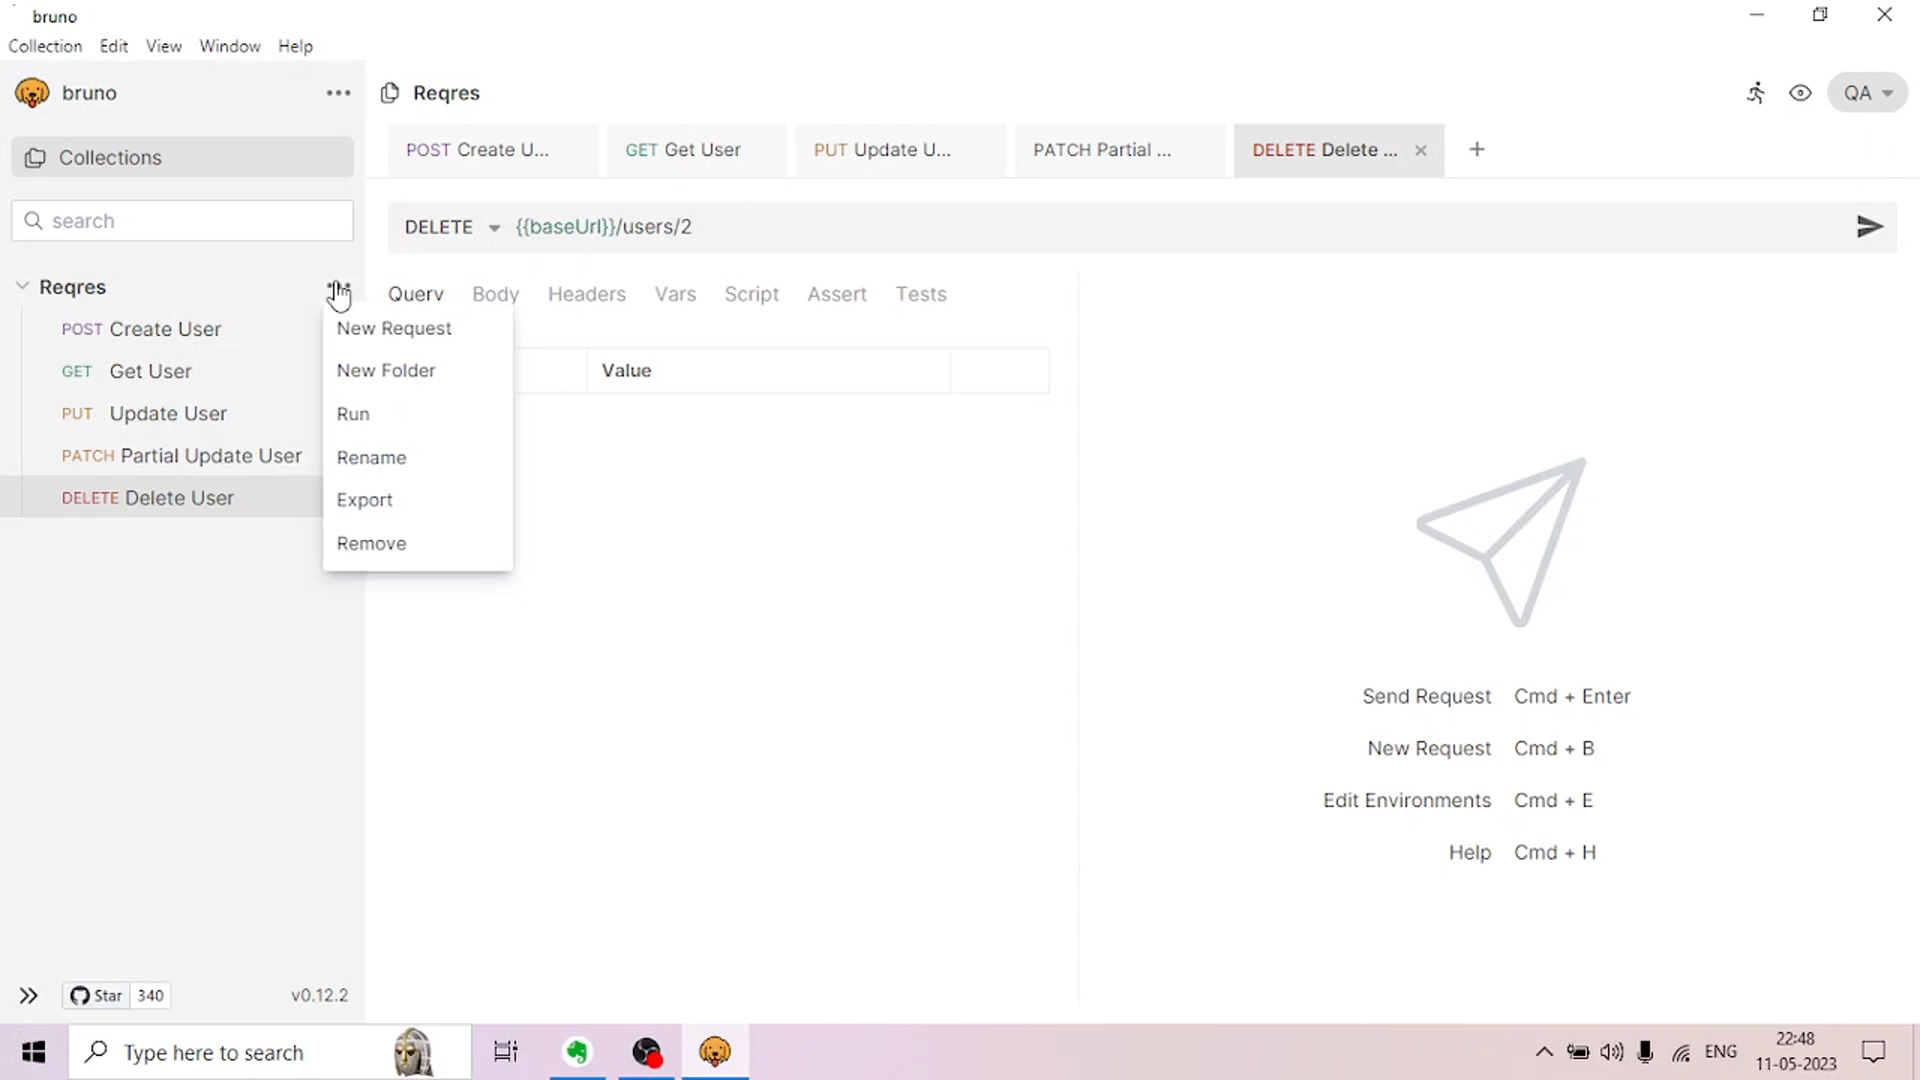 bruno
Collection Edit View Window Help
bruno
Reqres
QA
Collections
POST Create U...
GET Get User
PUT Update U...
PATCH Partial ...
DELETE Delete ...
search
DELETE {{baseUrl}}/users/2
Reqres
Query Body Headers Vars Script Assert Tests
POST Create User
GET Get User
PUT Update User
PATCH Partial Update User
DELETE Delete User
New Request
New Folder
Run
Rename
Export
Remove
Value
Send Request Cmd + Enter
New Request Cmd + B
Edit Environments Cmd + E
Help Cmd + H
Star 340
v0.12.2
Type here to search
ENG
22:48
11-05-2023